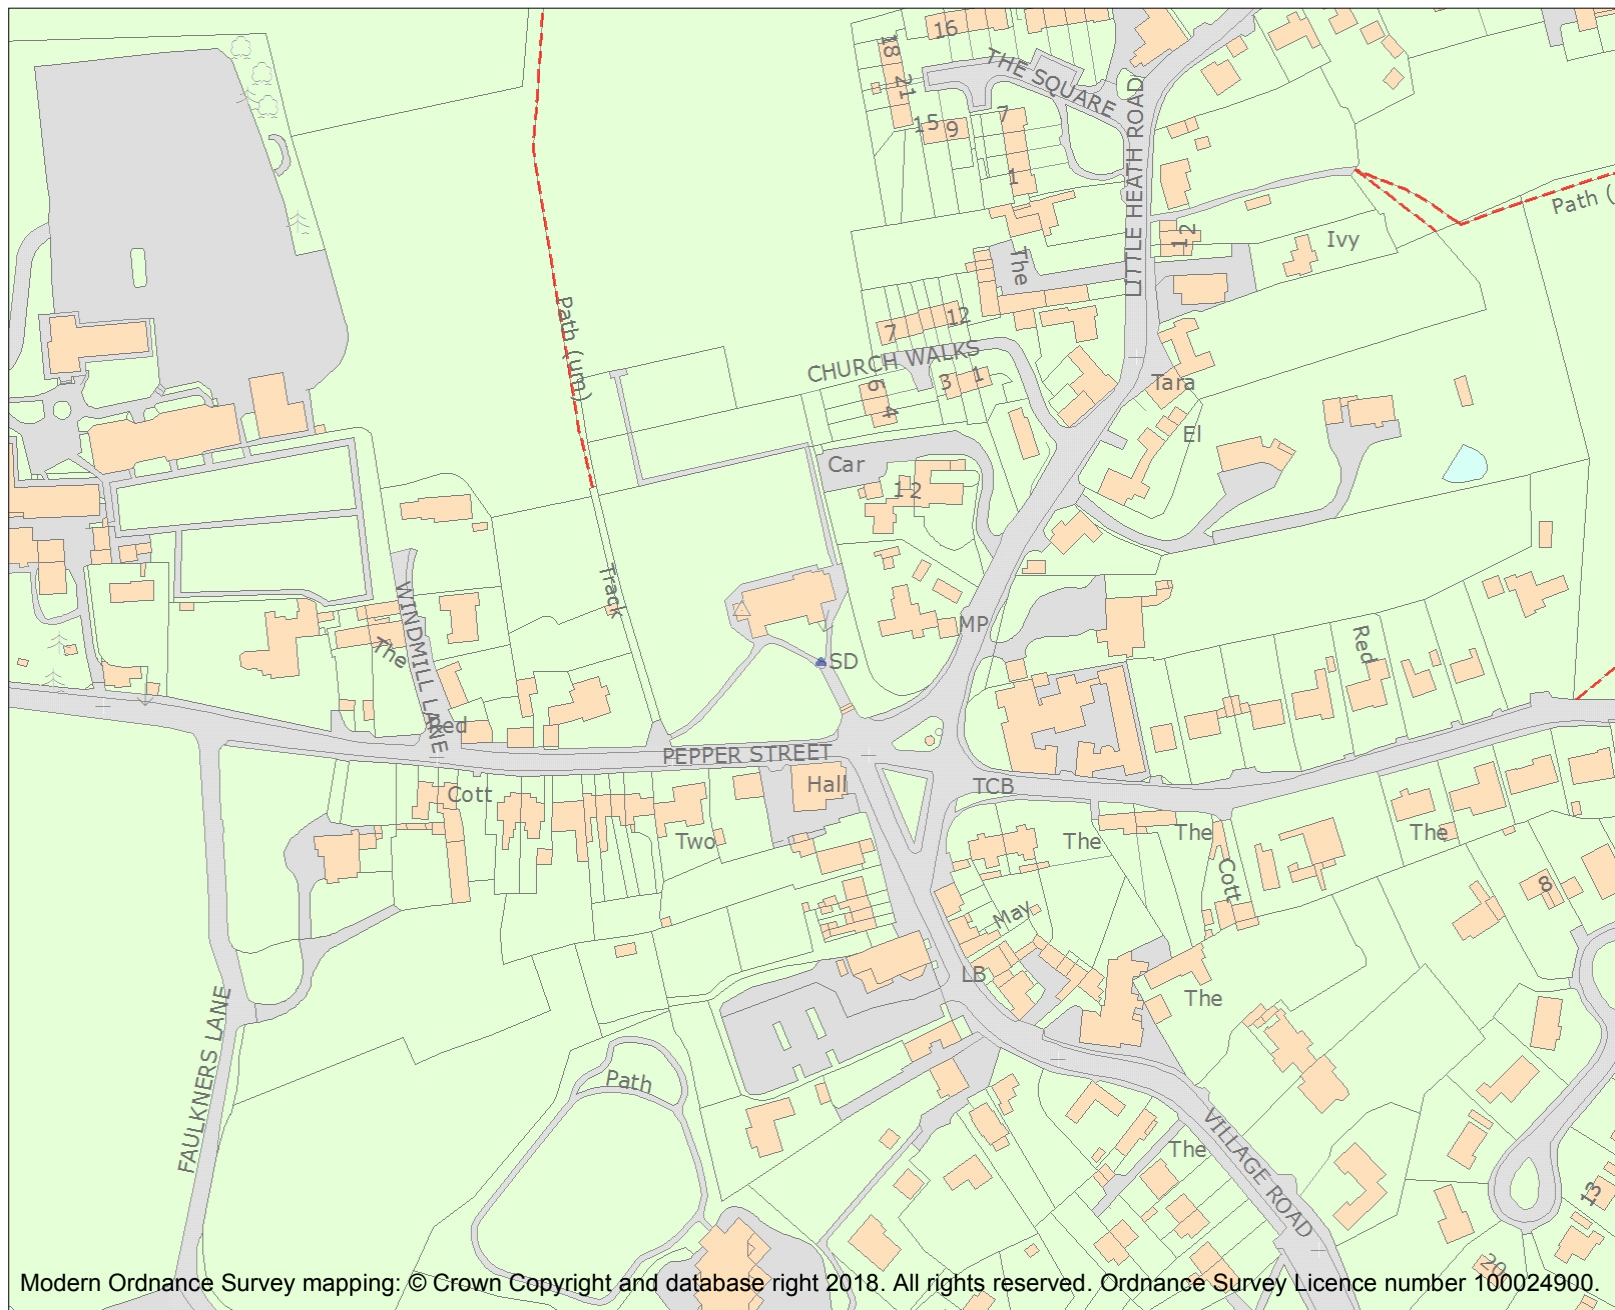 16
18
21
THE SQUARE
15
9
7
1
LITTLE HEATH ROAD
Path (
12
Ivy
The
Path (um)
12
7
CHURCH WALKS
3
1
6
4
Tara
El
Car
1 2
Track
WINDMILL LANE
The
MP
SD
Red
Red
PEPPER STREET
Hall
TCB
Cott
Two
The
The
The
Cott
8
May
LB
The
FAULKNERS LANE
Path
The
VILLAGE ROAD
13
20
Modern Ordnance Survey mapping: © Crown Copyright and database right 2018. All rights reserved. Ordnance Survey Licence number 100024900.